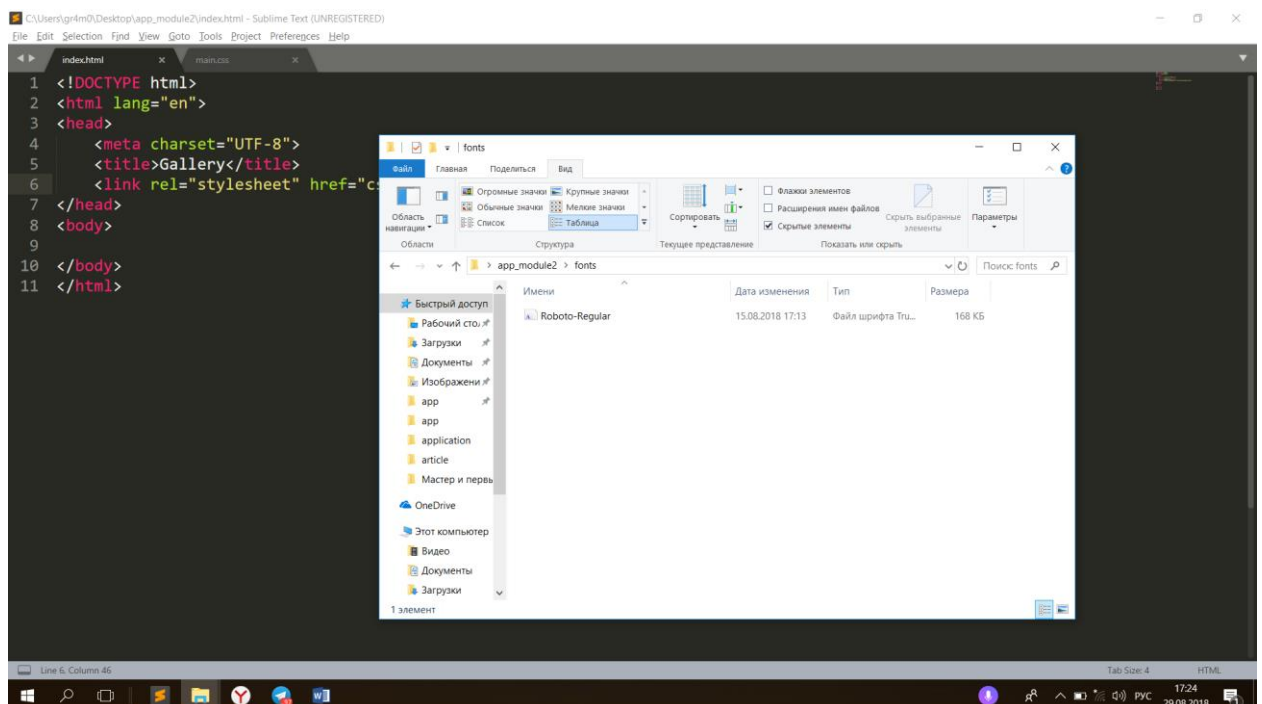 C:\Users\gr4m0\Desktop\app_module2\index.html - Sublime Text (UNREGISTERED)
File Edit Selection Find View Goto Tools Project Preferences Help
index.html x main.css x
1 <!DOCTYPE html>
2 <html lang="en">
3 <head>
4 <meta charset="UTF-8">
5 <title>Gallery</title>
6 <link rel="stylesheet" href="cs
7 </head>
8 <body>
9
10 </body>
11 </html>
fonts
Файл Главная Поделиться Вид
Область навигации
Огромные значки Крупные значки
Обычные значки Мелкие значки
Список Таблица
Сортировать
Флажки элементов
Расширения имен файлов
Скрытые элементы
Скрыть выбранные элементы
Параметры
Области Структура Текущее представление Показать или скрыть
app_module2 > fonts Поиск: fonts
Имени Дата изменения Тип Размера
Roboto-Regular 15.08.2018 17:13 Файл шрифта Tru... 168 КБ
Быстрый доступ
Рабочий сто
Загрузки
Документы
Изображени
app
app
application
article
Мастер и первы
OneDrive
Этот компьютер
Видео
Документы
Загрузки
1 элемент
Line 6, Column 46 Tab Size: 4 HTML
РУС 17:24
29.08.2018